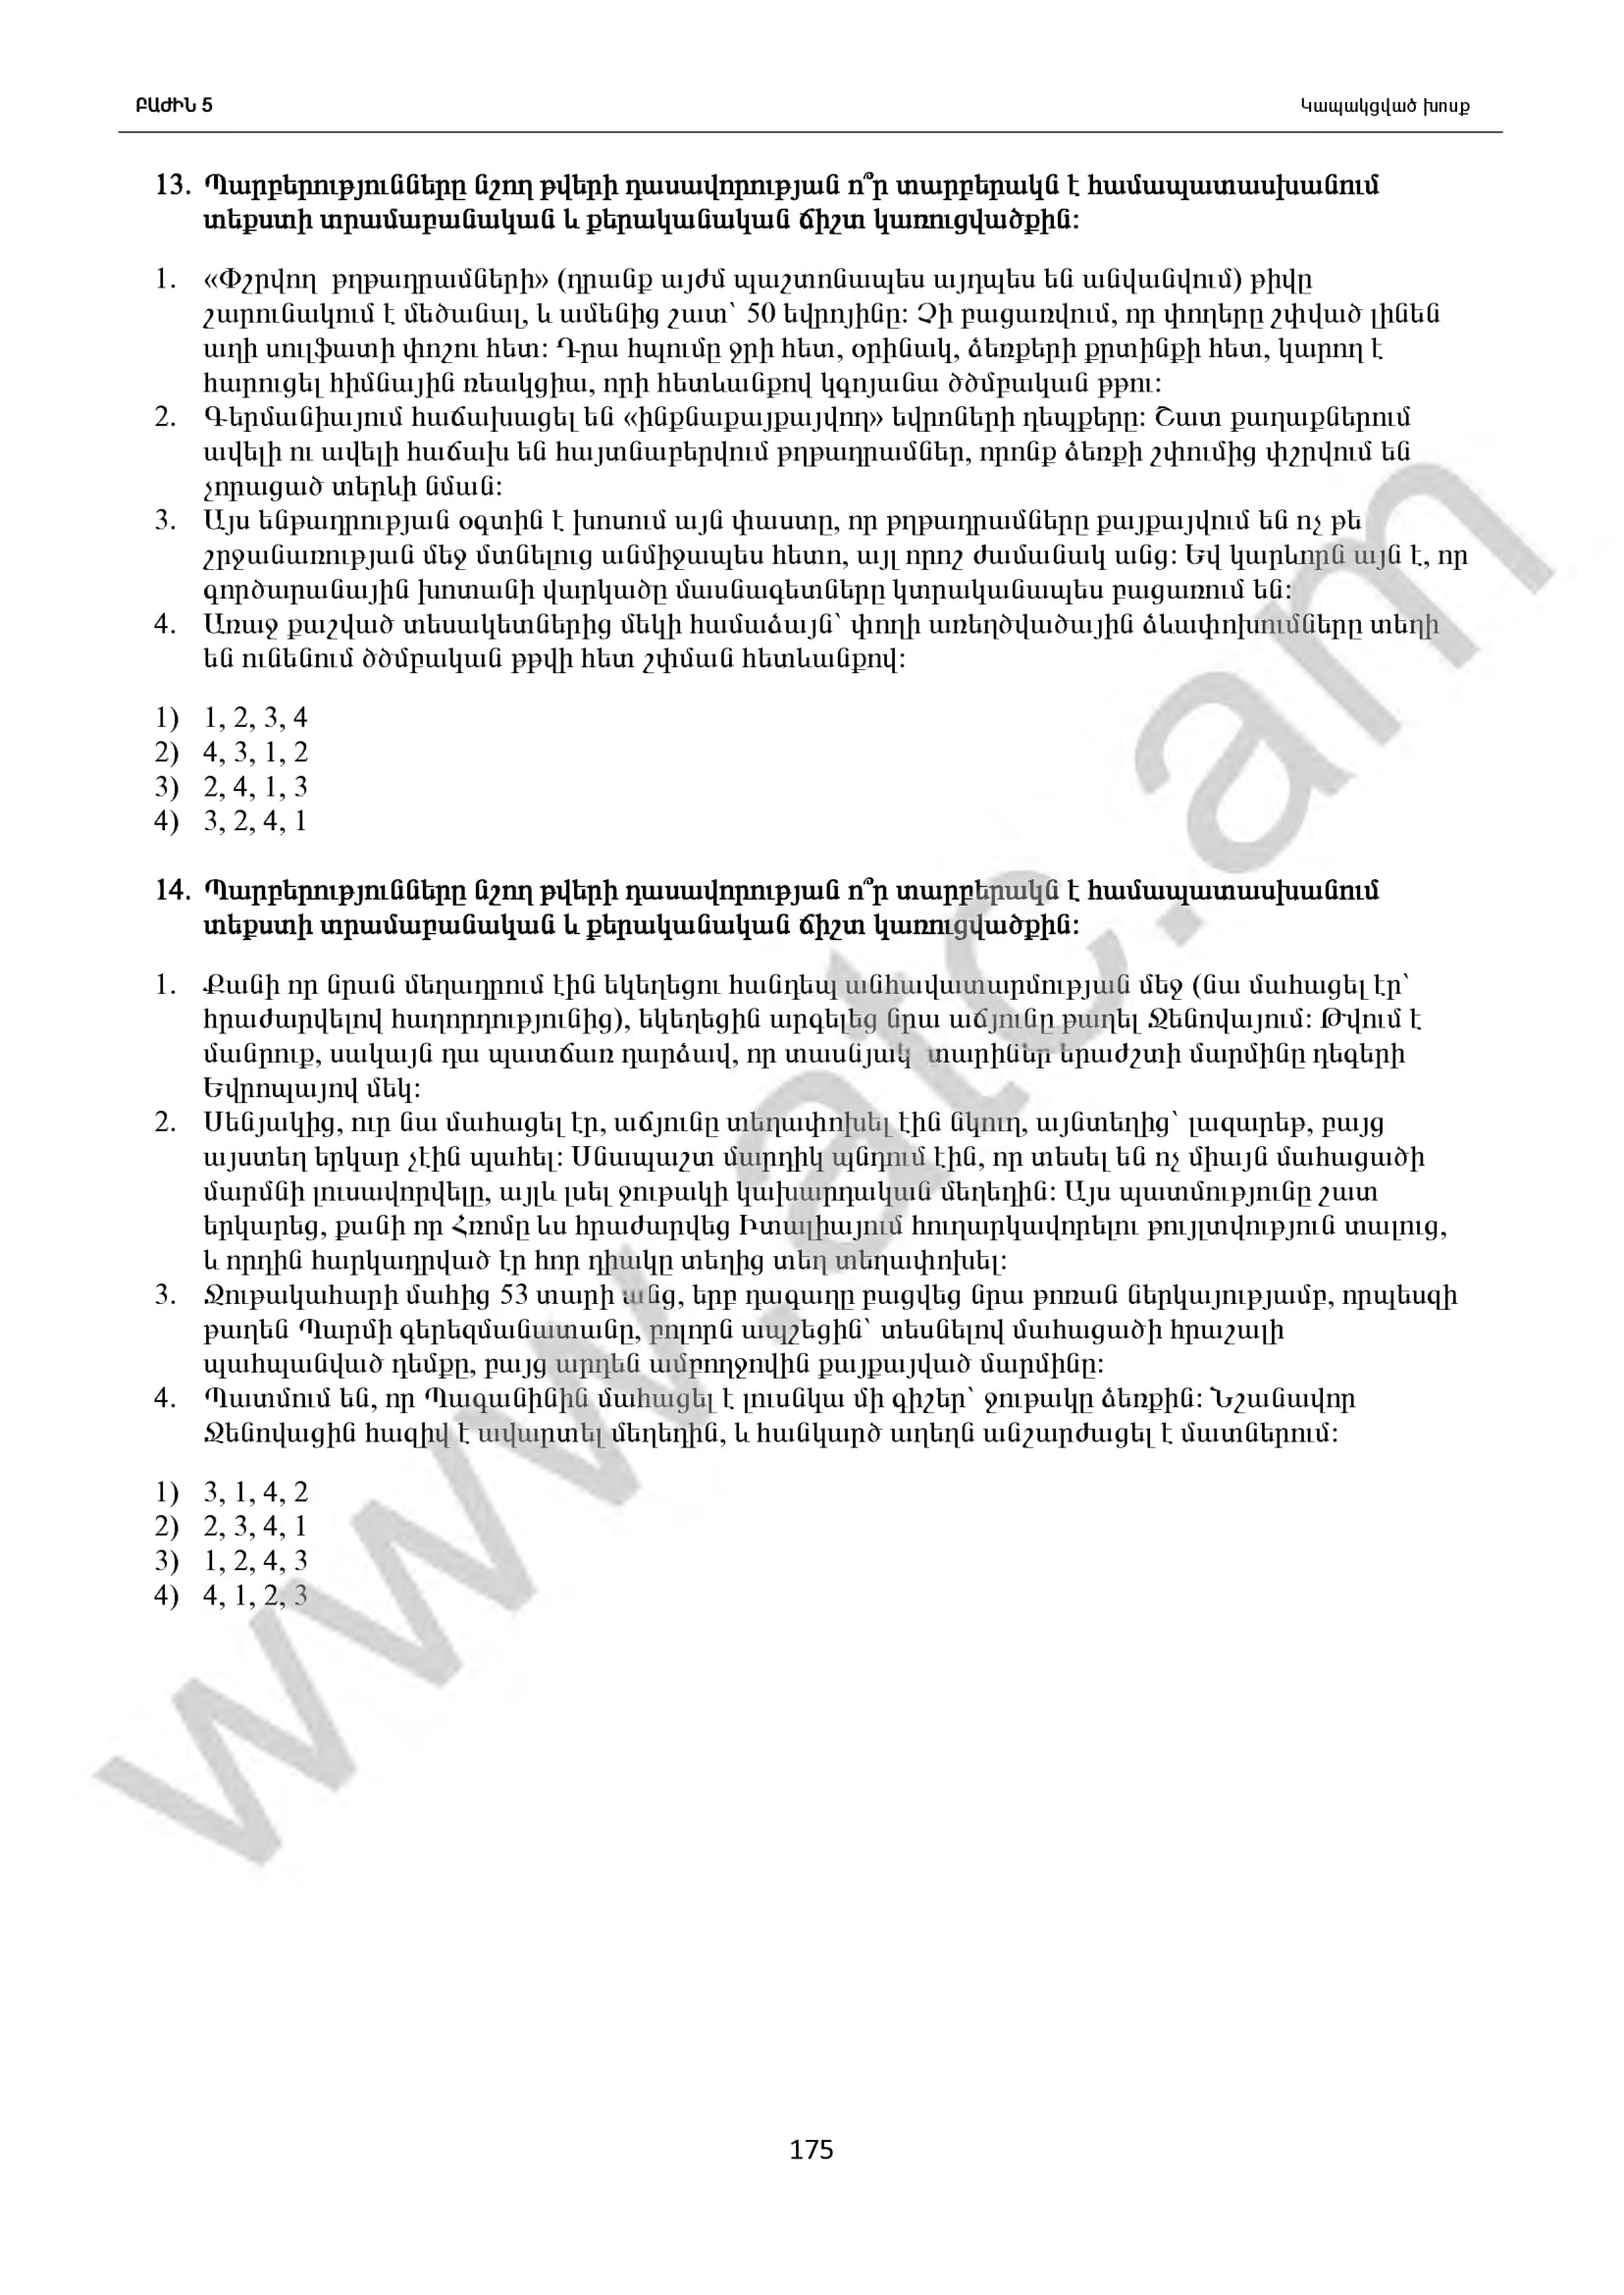 ԲԱԺԻՆ 5
Կապակցված խոսք
13. Պարբերությունները նշող թվերի դասավորության ո՞ր տարբերակն է համապատասխանում
տեքստի տրամաբանական և քերականական ճիշտ կառուցվածքին:
1. «Փշրվող թղթադրամների» (դրանք այժմ պաշտոնապես այդպես են անվանվում) թիվը
շարունակում է մեծանալ, և ամենից շատ` 50 եվրոյինը: Չի բացառվում, որ փողերը շփված լինեն
աղի սուլֆատի փոշու հետ: Դրա հպումը ջրի հետ, օրինակ, ձեռքերի քրտինքի հետ, կարող է
հարուցել հիմնային ռեակցիա, որի հետևանքով կգոյանա ծծմբական թթու:
2. Գերմանիայում հաճախացել են «ինքնաքայքայվող» եվրոների դեպքերը: Շատ քաղաքներում
ավելի ու ավելի հաճախ են հայտնաբերվում թղթադրամներ, որոնք ձեռքի շփումից փշրվում են
չորացած տերևի նման:
3. Այս ենթադրության օգտին է խոսում այն փաստը, որ թղթադրամները քայքայվում են ոչ թե
շրջանառության մեջ մտնելուց անմիջապես հետո, այլ որոշ ժամանակ անց: Եվ կարևորն այն է, որ
գործարանային խոտանի վարկածը մասնագետները կտրականապես բացառում են:
4. Առաջ քաշված տեսակետներից մեկի համաձայն` փողի առեղծվածային ձևափոխումները տեղի
են ունենում ծծմբական թթվի հետ շփման հետևանքով:
1) 1, 2, 3, 4
2) 4, 3, 1, 2
3) 2, 4, 1, 3
4) 3, 2, 4, 1
14. Պարբերությունները նշող թվերի դասավորության ո՞ր տարբերակն է համապատասխանում
տեքստի տրամաբանական և քերականական ճիշտ կառուցվածքին:
1. Քանի որ նրան մեղադրում էին եկեղեցու հանդեպ անհավատարմության մեջ (նա մահացել էր`
հրաժարվելով հաղորդությունից), եկեղեցին արգելեց նրա աճյունը թաղել Ջենովայում: Թվում է
մանրուք, սակայն դա պատճառ դարձավ, որ տասնյակ տարիներ երաժշտի մարմինը դեգերի
Եվրոպայով մեկ:
2. Սենյակից, ուր նա մահացել էր, աճյունը տեղափոխել էին նկուղ, այնտեղից` լազարեթ, բայց
այստեղ երկար չէին պահել: Սնապաշտ մարդիկ պնդում էին, որ տեսել են ոչ միայն մահացածի
մարմնի լուսավորվելը, այլև լսել ջութակի կախարդական մեղեդին: Այս պատմությունը շատ
երկարեց, քանի որ Հռոմը ևս հրաժարվեց Իտալիայում հուղարկավորելու թույլտվություն տալուց,
և որդին հարկադրված էր հոր դիակը տեղից տեղ տեղափոխել:
3. Ջութակահարի մահից 53 տարի անց, երբ դագաղը բացվեց նրա թոռան ներկայությամբ, որպեսզի
թաղեն Պարմի գերեզմանատանը, բոլորն ապշեցին` տեսնելով մահացածի հրաշալի
պահպանված դեմքը, բայց արդեն ամբողջովին քայքայված մարմինը:
4. Պատմում են, որ Պագանինին մահացել է լուսնկա մի գիշեր` ջութակը ձեռքին: Նշանավոր
Ջենովացին հազիվ է ավարտել մեղեդին, և հանկարծ աղեղն անշարժացել է մատներում:
1) 3, 1, 4, 2
2) 2, 3, 4, 1
3) 1, 2, 4, 3
4) 4, 1, 2, 3
www.atc.am
175